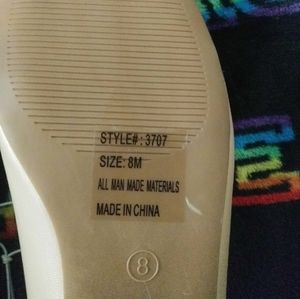 STYLE#: 3707
SIZE: 8M
ALL MAN MADE MATERIALS
MADE IN CHINA
8